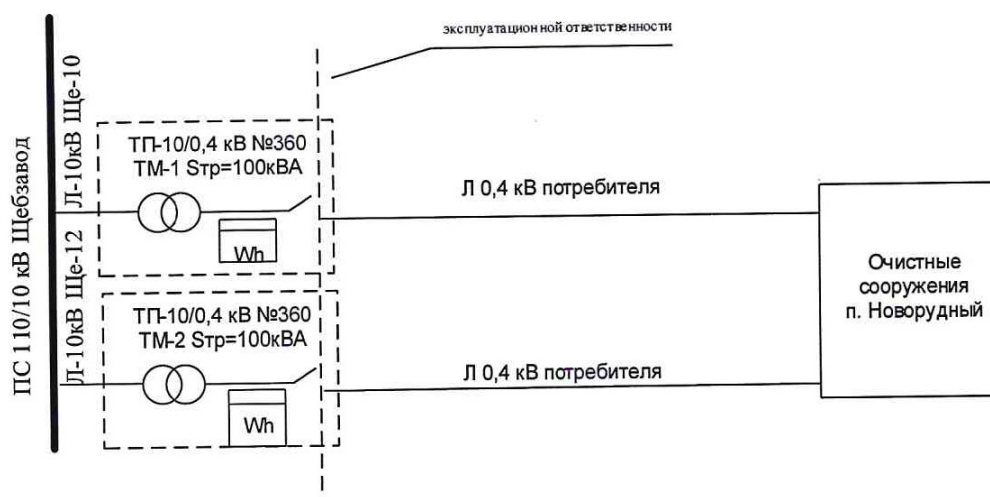 эксплуатационной ответственности
ПС 110/10 кВ Щебзавод
Л-10кВ Ще-10
ТП-10/0,4 кВ №360
ТМ-1 Sтр=100кВА
Wh
Л 0,4 кВ потребителя
Л-10кВ Ще-12
ТП-10/0,4 кВ №360
ТМ-2 Sтр=100кВА
Wh
Л 0,4 кВ потребителя
Очистные
сооружения
п. Новорудный